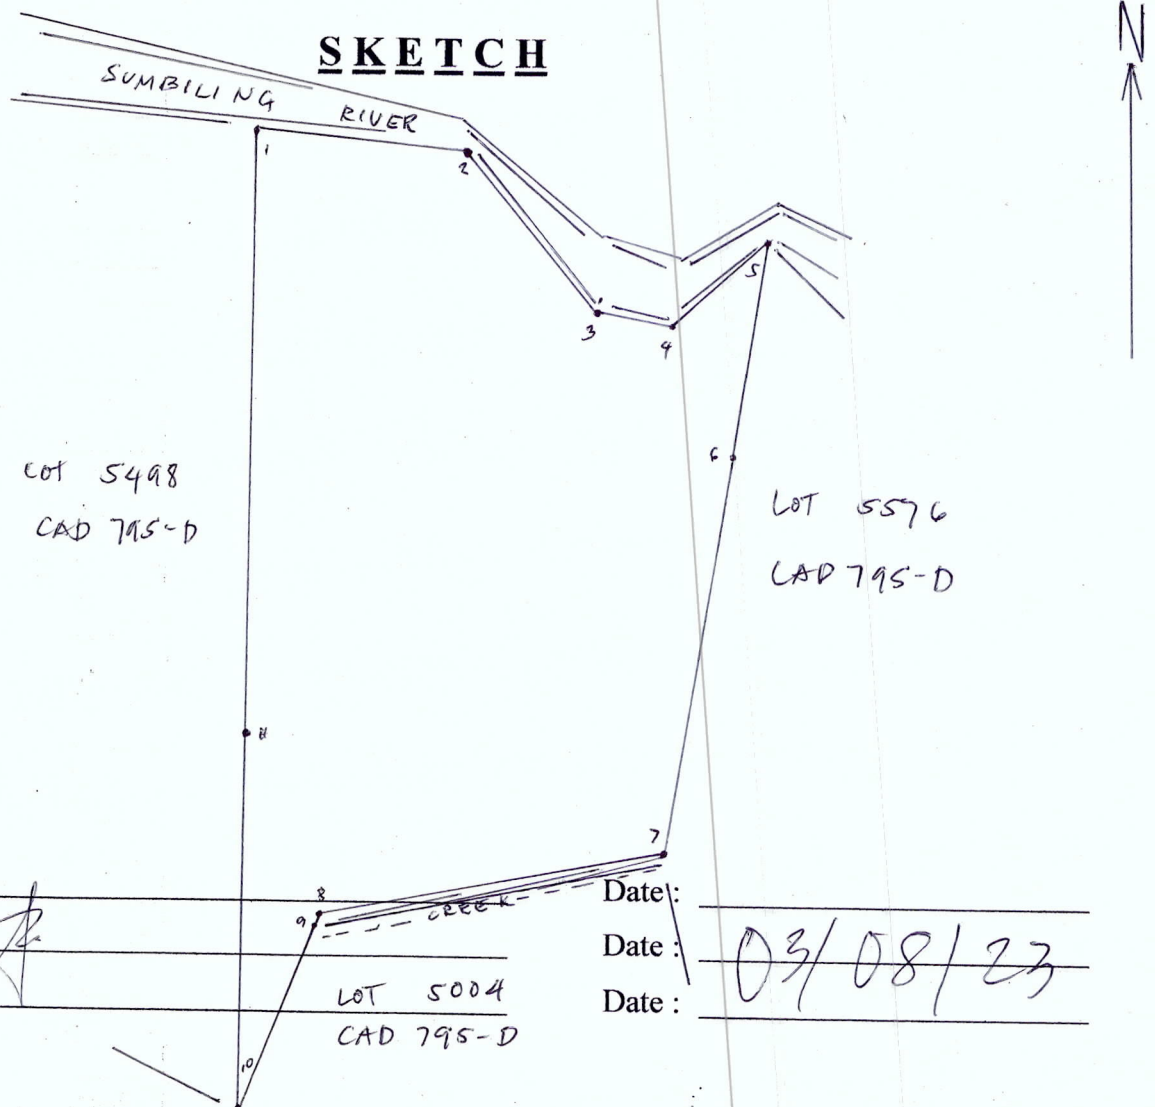 SKETCH
N
SUMBILING RIVER
1
2
3
4
5
6
Lot 5498
CAD 795-D
LOT 5576
CAD 795-D
11
7
8
9
CREEK
Date :
Date : 03/08/23
Date :
LOT 5004
CAD 795-D
10